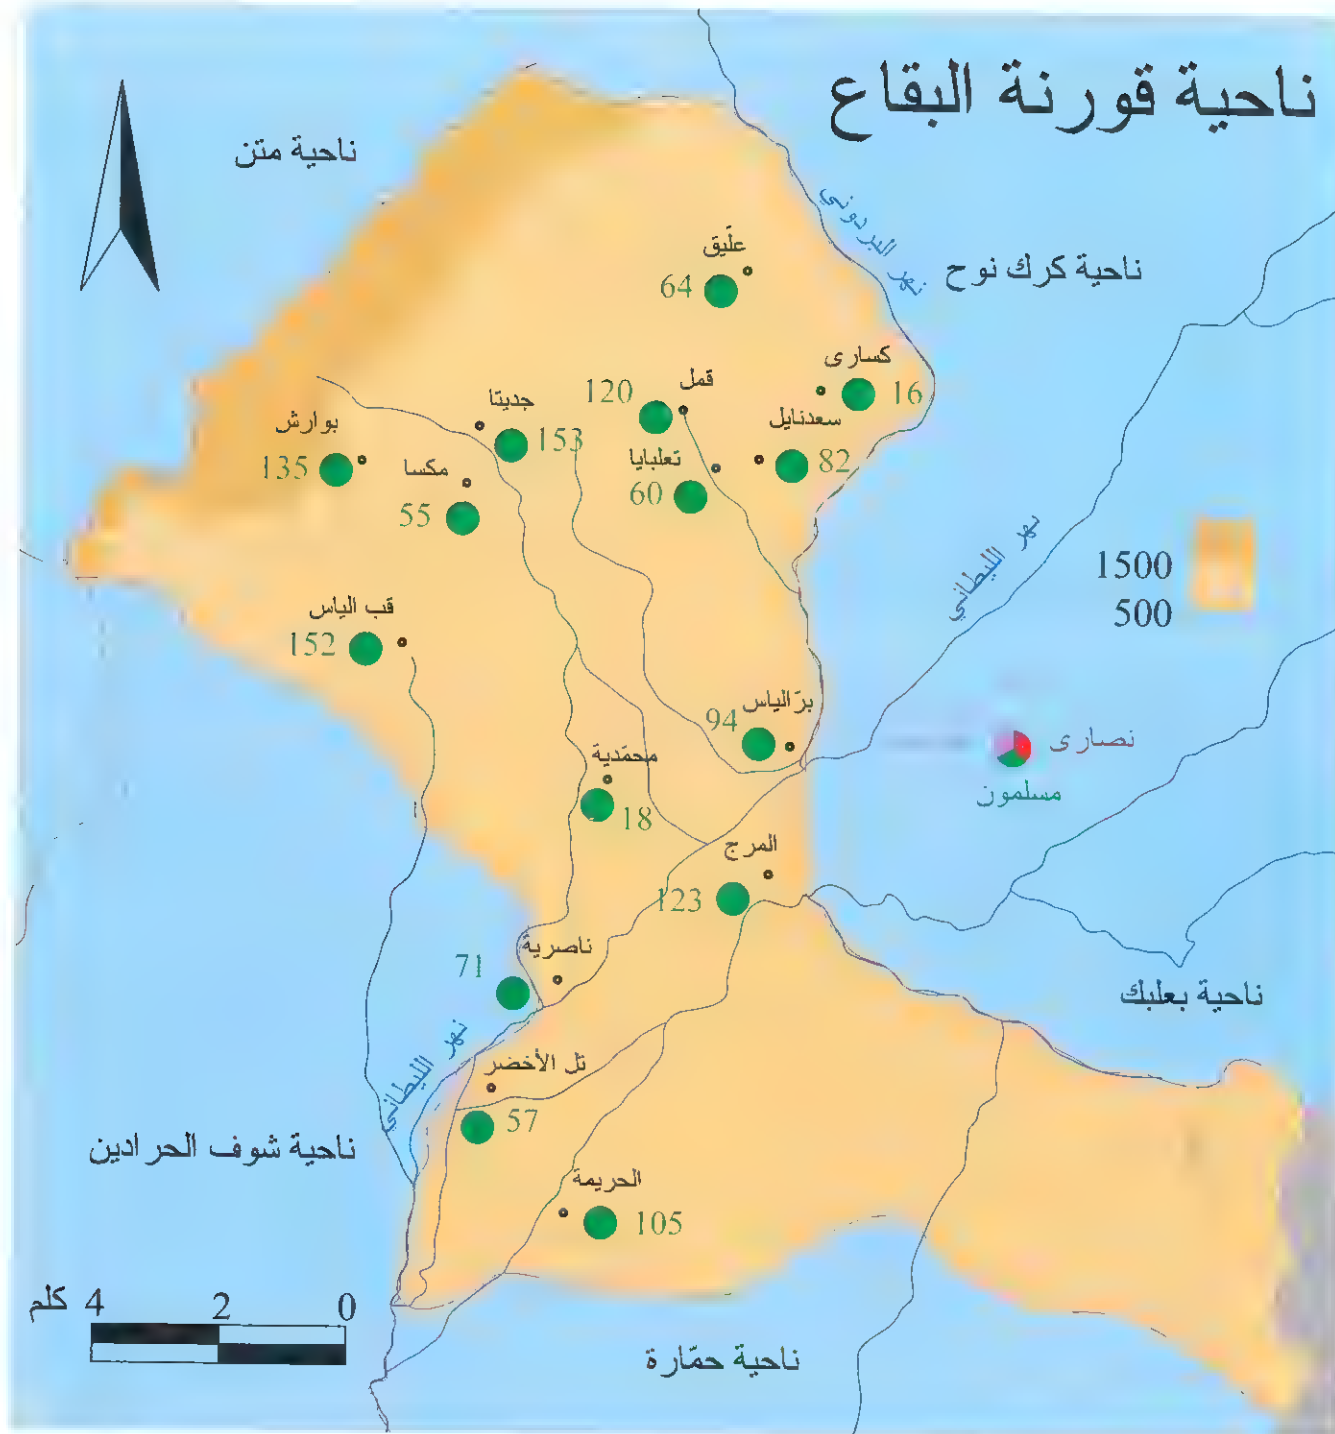 ناحية قورنة البقاع
ناحية متن
نهر البردوني
ناحية كرك نوح
علّيق
64
كسارى
16
قمل
120
جديتا
153
سعدنايل
82
بوارش
135
تعلبايا
60
مكسا
55
نهر الليطاني
1500
500
قب الياس
152
برّ الياس
94
نصارى
مسلمون
محمّدية
18
المرج
123
ناصرية
71
ناحية بعلبك
نهر الليطاني
تل الأخضر
57
ناحية شوف الحرادين
الحريمة
105
كلم 4 2 0
ناحية حمّارة